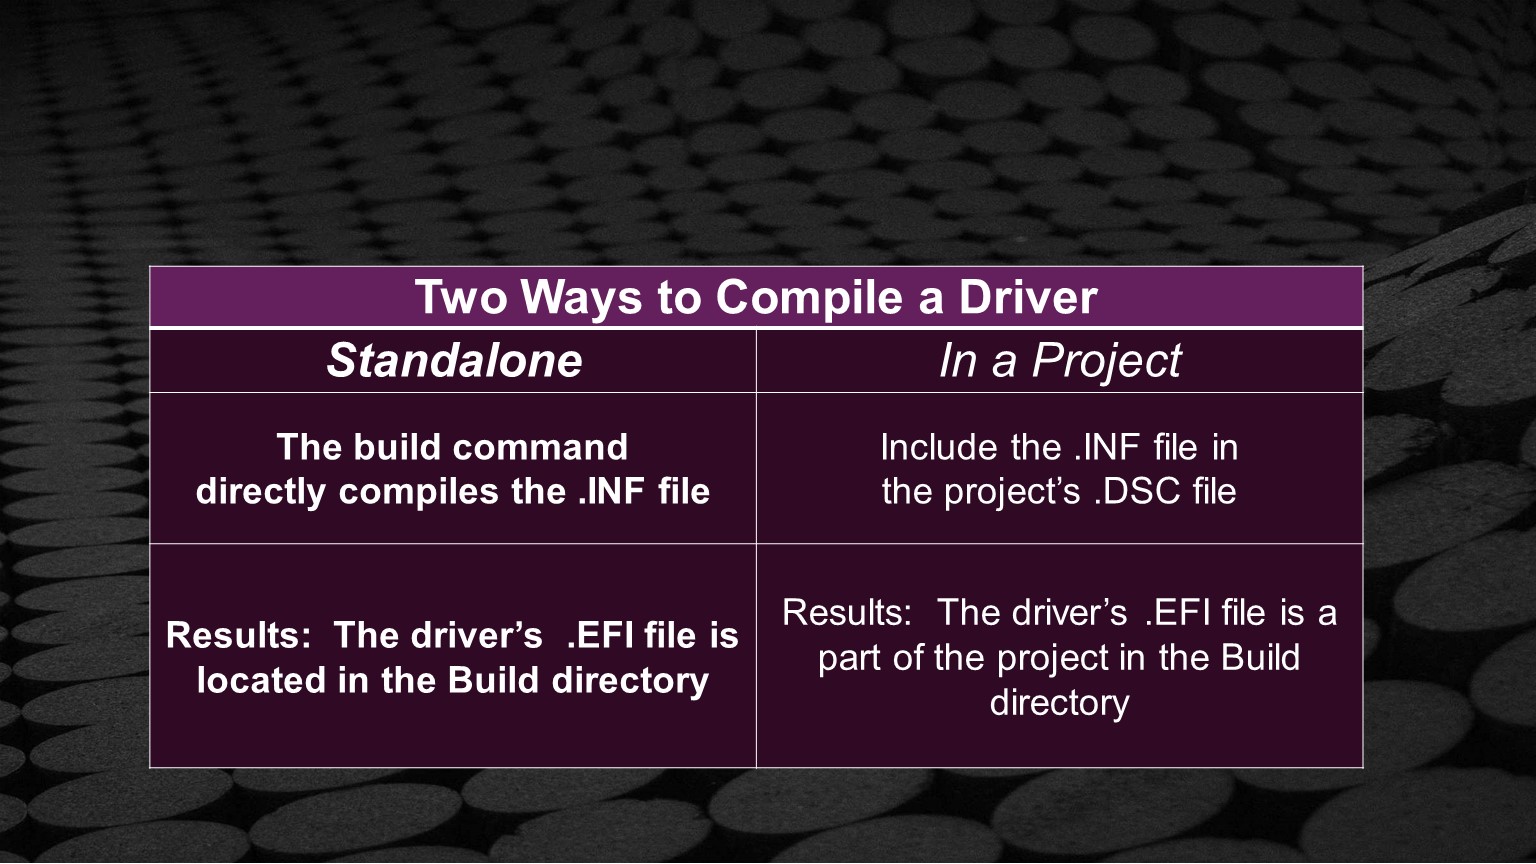 Two Ways to Compile a Driver
Standalone
In a Project
The build command
directly compiles the .INF file
Include the .INF file in
the project’s .DSC file
Results:  The driver’s  .EFI file is
located in the Build directory
Results:  The driver’s  .EFI file is a
part of the project in the Build
directory